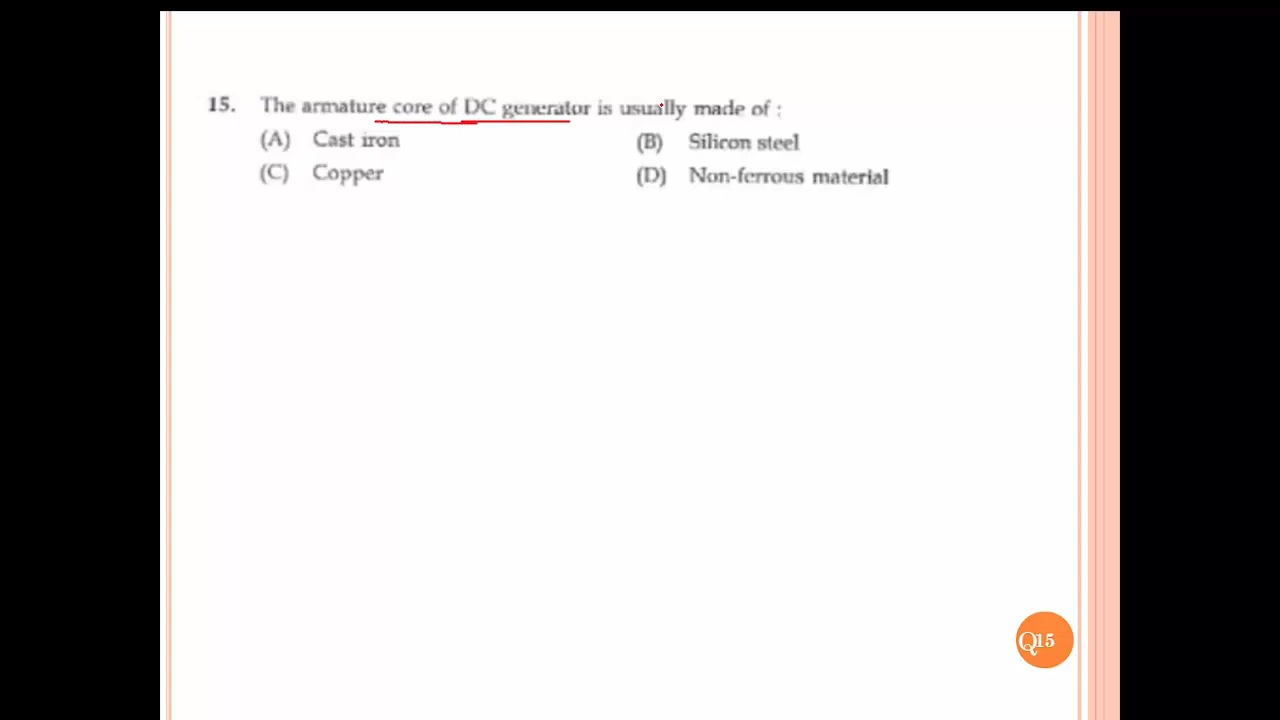 15. The armature core of DC generator is usually made of :
(A) Cast iron (B) Silicon steel
(C) Copper (D) Non-ferrous material
Q15